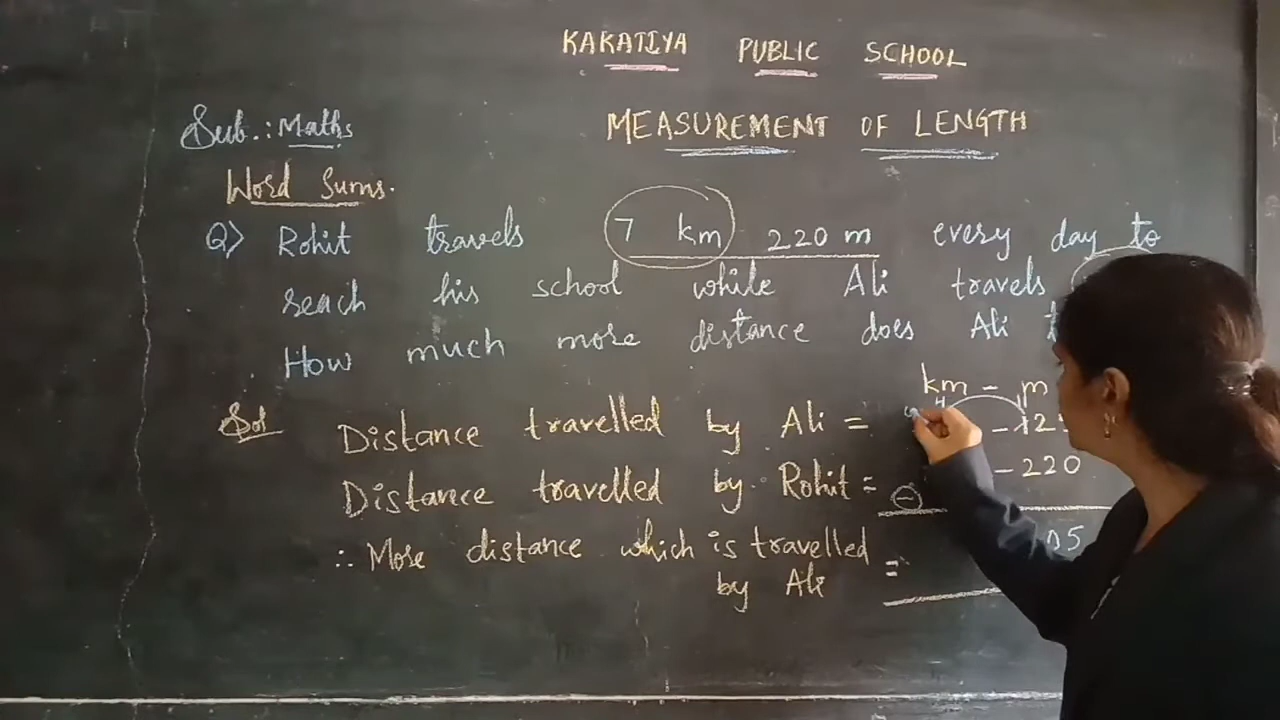 KAKATIYA PUBLIC SCHOOL
Sub.: Maths
MEASUREMENT OF LENGTH
Word Sums.
Q) Rohit travels 7 km 220 m every day to
reach his school while Ali travels
How much more distance does Ali
km - m
Sol Distance travelled by Ali = -
Distance travelled by Rohit = - 220
∴ More distance which is travelled
by Ali =